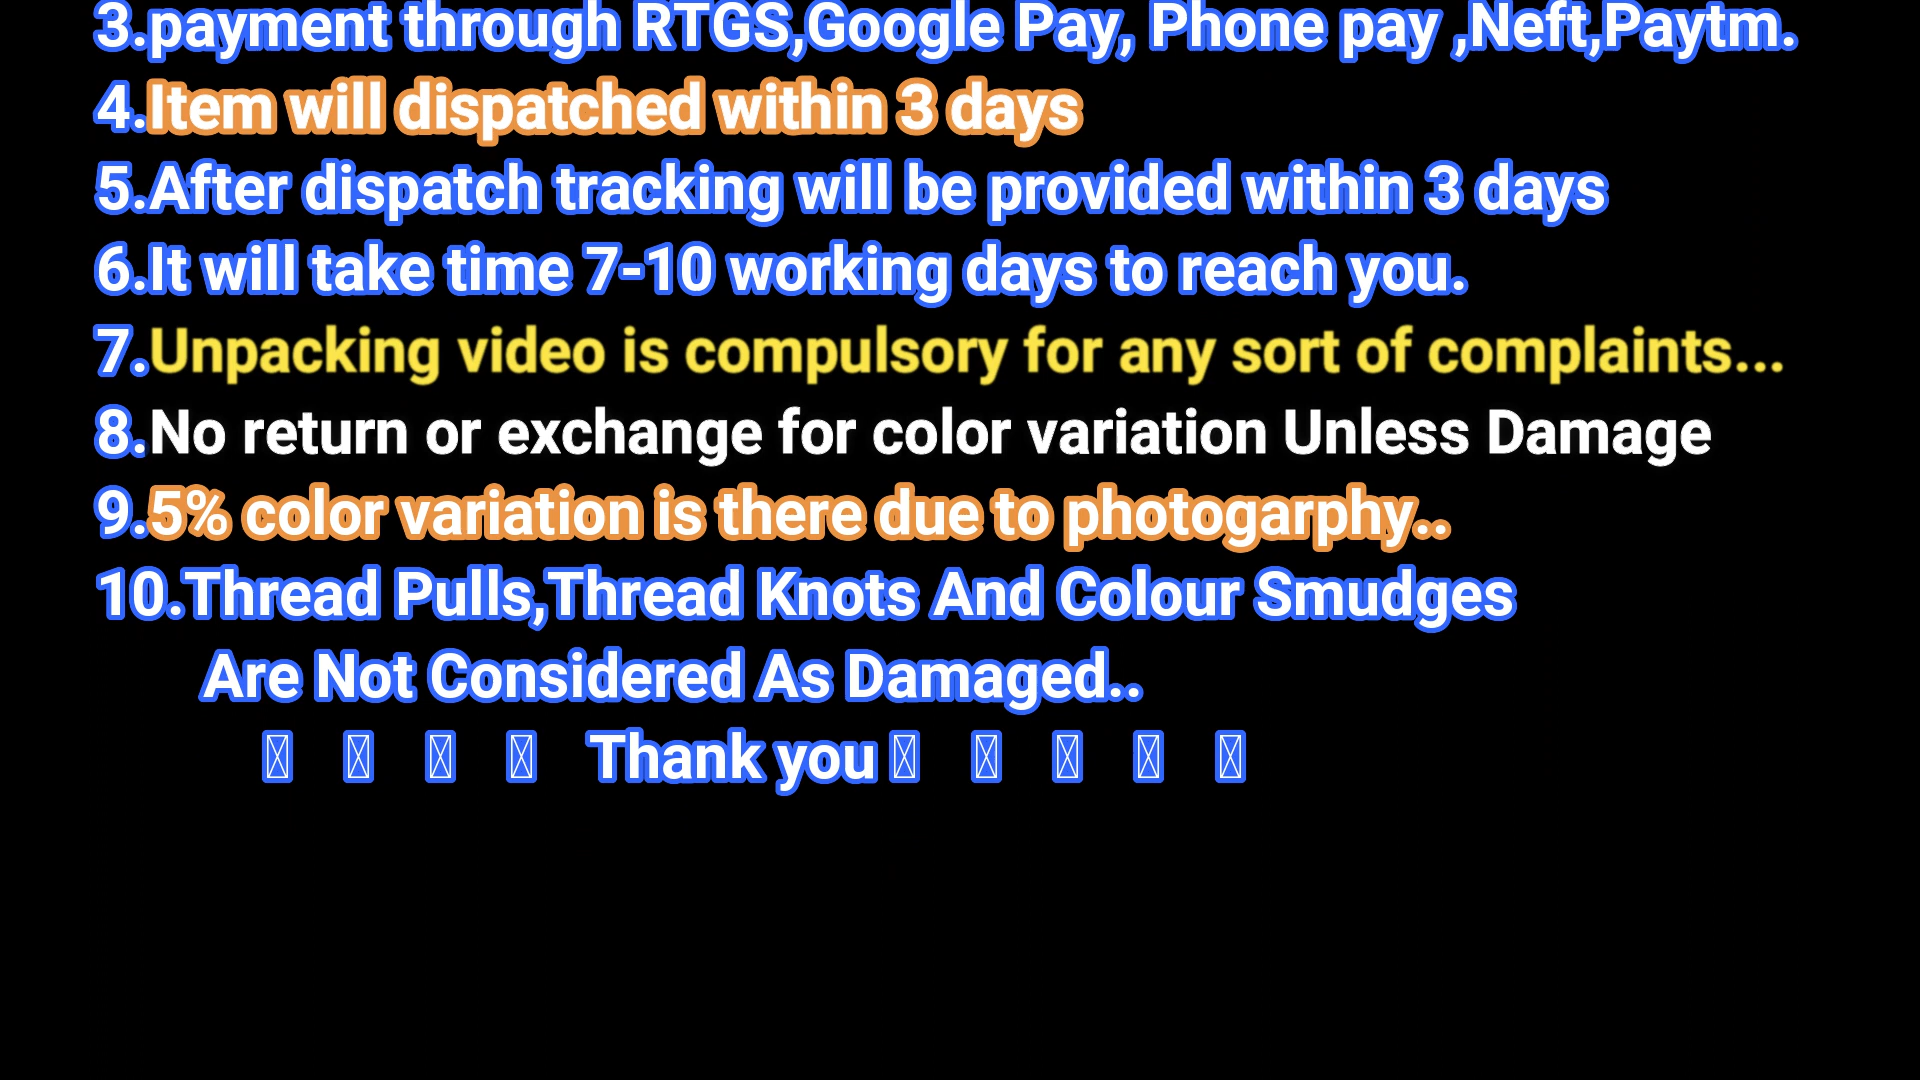 3.payment through RTGS,Google Pay, Phone pay ,Neft,Paytm.
4.Item will dispatched within 3 days
5.After dispatch tracking will be provided within 3 days
6.It will take time 7-10 working days to reach you.
7.Unpacking video is compulsory for any sort of complaints...
8.No return or exchange for color variation Unless Damage
9.5% color variation is there due to photogarphy..
10.Thread Pulls,Thread Knots And Colour Smudges
Are Not Considered As Damaged..
Thank you